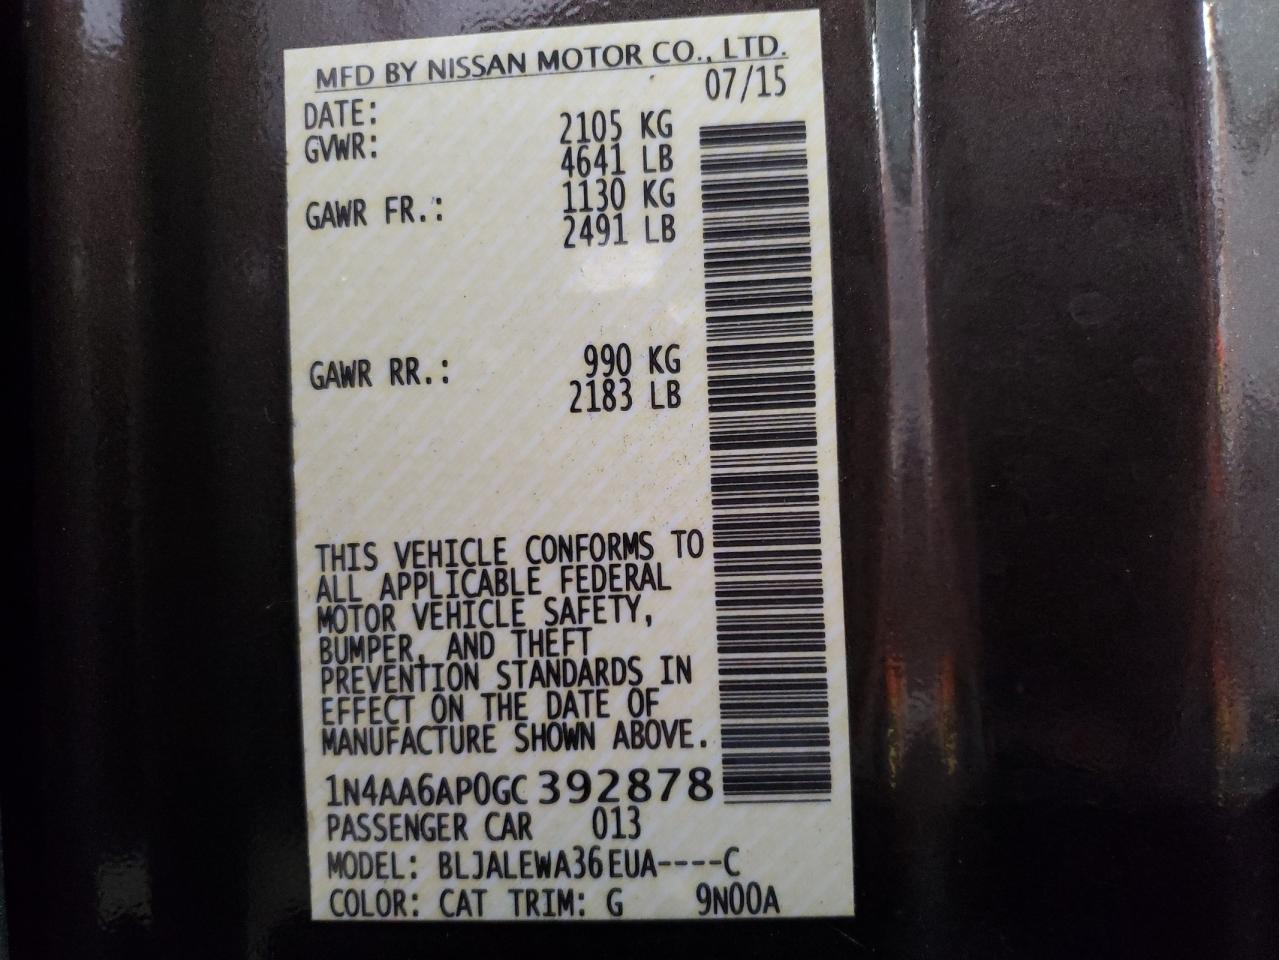 MFD BY NISSAN MOTOR CO., LTD.
DATE: 07/15
GVWR: 2105 KG
4641 LB
GAWR FR.: 1130 KG
2491 LB
GAWR RR.: 990 KG
2183 LB
THIS VEHICLE CONFORMS TO
ALL APPLICABLE FEDERAL
MOTOR VEHICLE SAFETY,
BUMPER, AND THEFT
PREVENTION STANDARDS IN
EFFECT ON THE DATE OF
MANUFACTURE SHOWN ABOVE.
1N4AA6AP0GC392878
PASSENGER CAR 013
MODEL: BLJALEWA36EUA----C
COLOR: CAT TRIM: G 9N00A